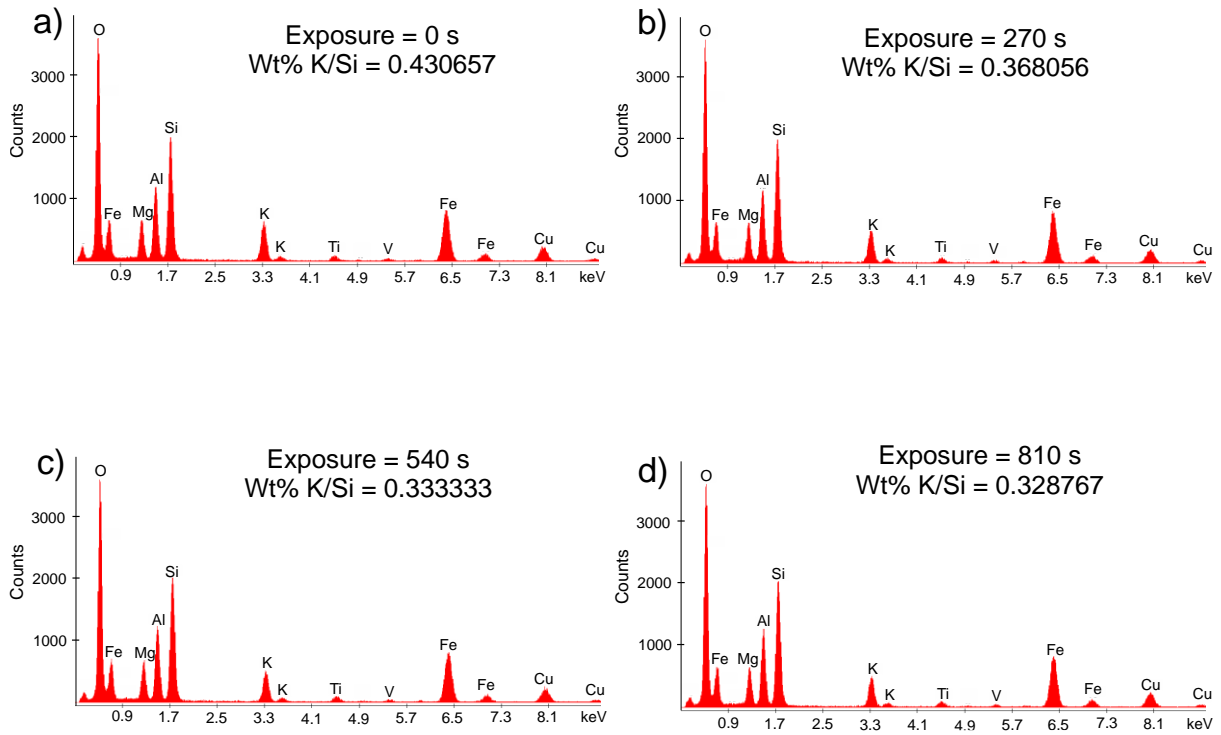 a)
Exposure = 0 s
Wt% K/Si = 0.430657
Counts
3000
2000
1000
O
Fe
Mg
Al
Si
K
K
Ti
V
Fe
Fe
Cu
Cu
0.9 1.7 2.5 3.3 4.1 4.9 5.7 6.5 7.3 8.1 keV
b)
Exposure = 270 s
Wt% K/Si = 0.368056
Counts
3000
2000
1000
O
Fe
Mg
Al
Si
K
K
Ti
V
Fe
Fe
Cu
Cu
0.9 1.7 2.5 3.3 4.1 4.9 5.7 6.5 7.3 8.1 keV
c)
Exposure = 540 s
Wt% K/Si = 0.333333
Counts
3000
2000
1000
O
Fe
Mg
Al
Si
K
K
Ti
V
Fe
Fe
Cu
Cu
0.9 1.7 2.5 3.3 4.1 4.9 5.7 6.5 7.3 8.1 keV
d)
Exposure = 810 s
Wt% K/Si = 0.328767
Counts
3000
2000
1000
O
Fe
Mg
Al
Si
K
K
Ti
V
Fe
Fe
Cu
Cu
0.9 1.7 2.5 3.3 4.1 4.9 5.7 6.5 7.3 8.1 keV